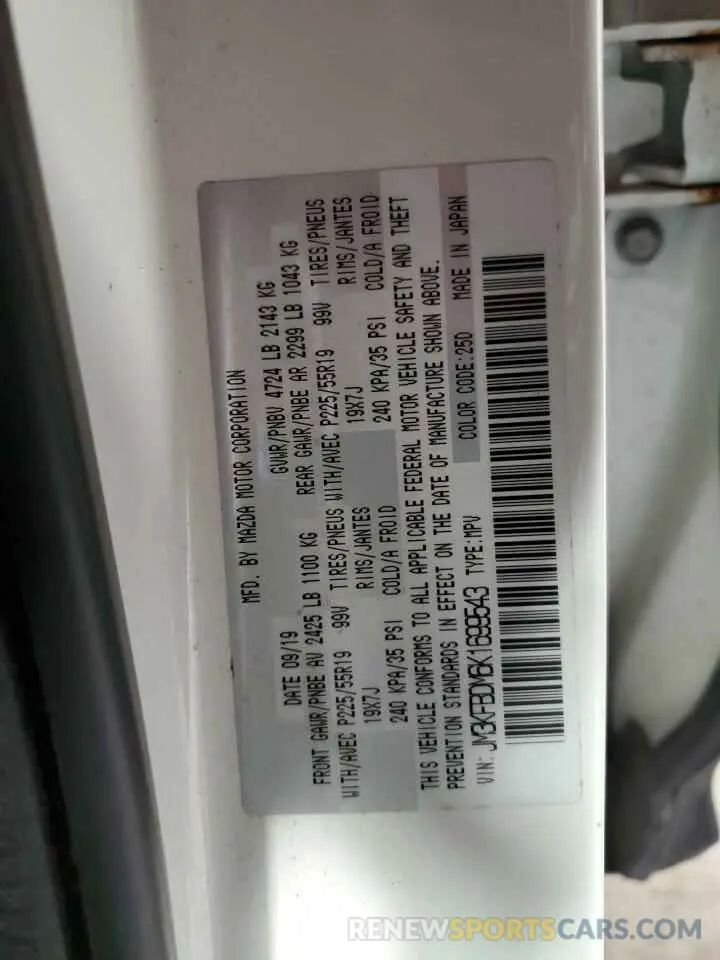 MFD. BY MAZDA MOTOR CORPORATION
DATE 09/19 GVWR/PNBV 4724 LB 2143 KG
FRONT GAWR/PNBE AV 2425 LB 1100 KG REAR GAWR/PNBE AR 2299 LB 1043 KG
WITH/AVEC P225/55R19 99V TIRES/PNEUS WITH/AVEC P225/55R19 99V TIRES/PNEUS
19X7J RIMS/JANTES 19X7J RIMS/JANTES
240 KPA/35 PSI COLD/A FROID 240 KPA/35 PSI COLD/A FROID
THIS VEHICLE CONFORMS TO ALL APPLICABLE FEDERAL MOTOR VEHICLE SAFETY AND THEFT
PREVENTION STANDARDS IN EFFECT ON THE DATE OF MANUFACTURE SHOWN ABOVE.
COLOR CODE:25D MADE IN JAPAN
VIN: JM3KFBDM6K1699543 TYPE:MPV
RENEWSPORTSCARS.COM